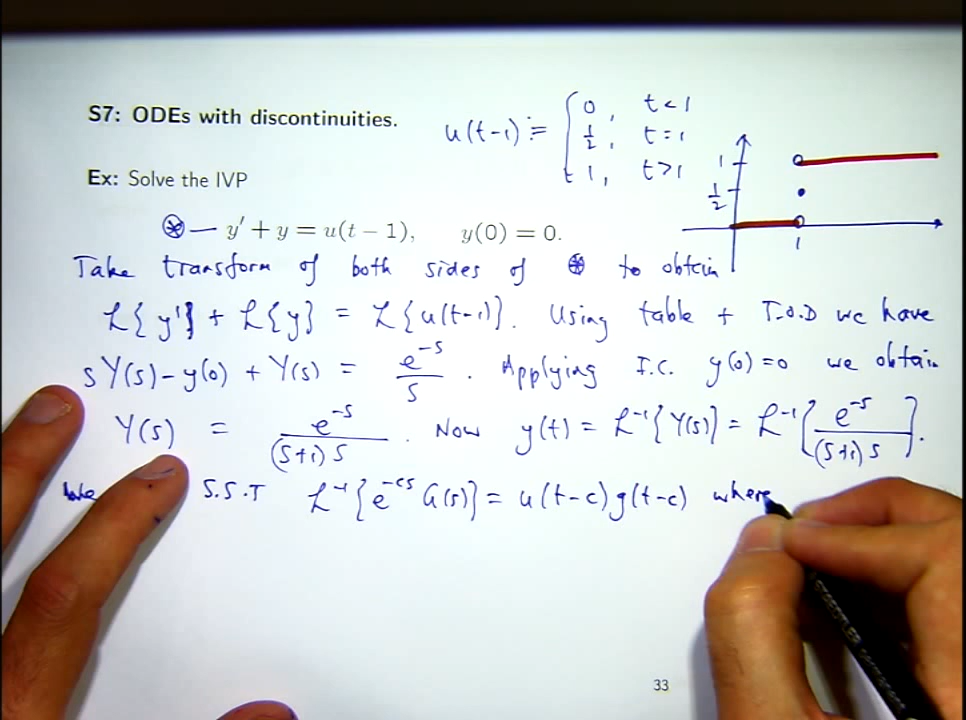 S7: ODEs with discontinuities.
u(t-1) := { 0, t < 1
1/2, t = 1
1, t > 1
1
1/2
1
Ex: Solve the IVP
⊛ — y′ + y = u(t − 1), y(0) = 0.
Take transform of both sides of ⊛ to obtain
ℒ{y'} + ℒ{y} = ℒ{u(t-1)}. Using table + T.O.D we have
sY(s) - y(0) + Y(s) = e^{-s}/s. Applying I.C. y(0)=0 we obtain
Y(s) = e^{-s}/((s+1)s). Now y(t) = ℒ^{-1}{Y(s)} = ℒ^{-1}{e^{-s}/((s+1)s)}.
We S.S.T ℒ^{-1}{e^{-cs} G(s)} = u(t-c)g(t-c) where
33
STAEDTLER